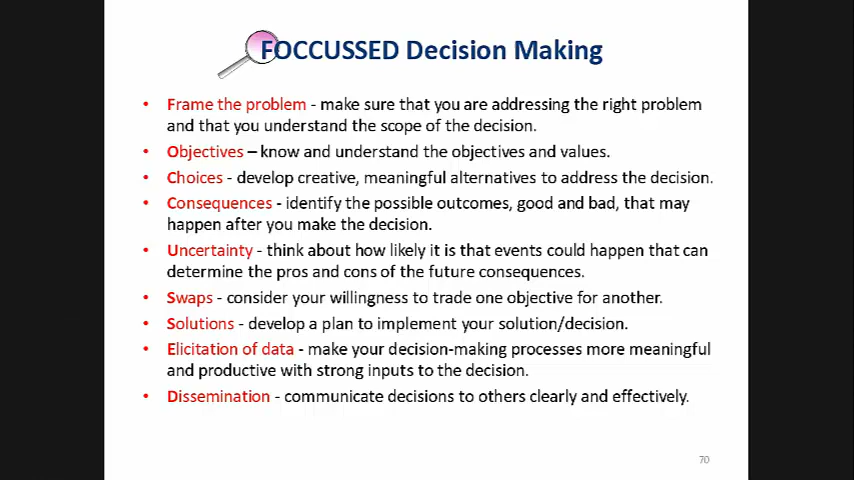 FOCCUSSED Decision Making
• Frame the problem - make sure that you are addressing the right problem
and that you understand the scope of the decision.
• Objectives – know and understand the objectives and values.
• Choices - develop creative, meaningful alternatives to address the decision.
• Consequences - identify the possible outcomes, good and bad, that may
happen after you make the decision.
• Uncertainty - think about how likely it is that events could happen that can
determine the pros and cons of the future consequences.
• Swaps - consider your willingness to trade one objective for another.
• Solutions - develop a plan to implement your solution/decision.
• Elicitation of data - make your decision-making processes more meaningful
and productive with strong inputs to the decision.
• Dissemination - communicate decisions to others clearly and effectively.
70